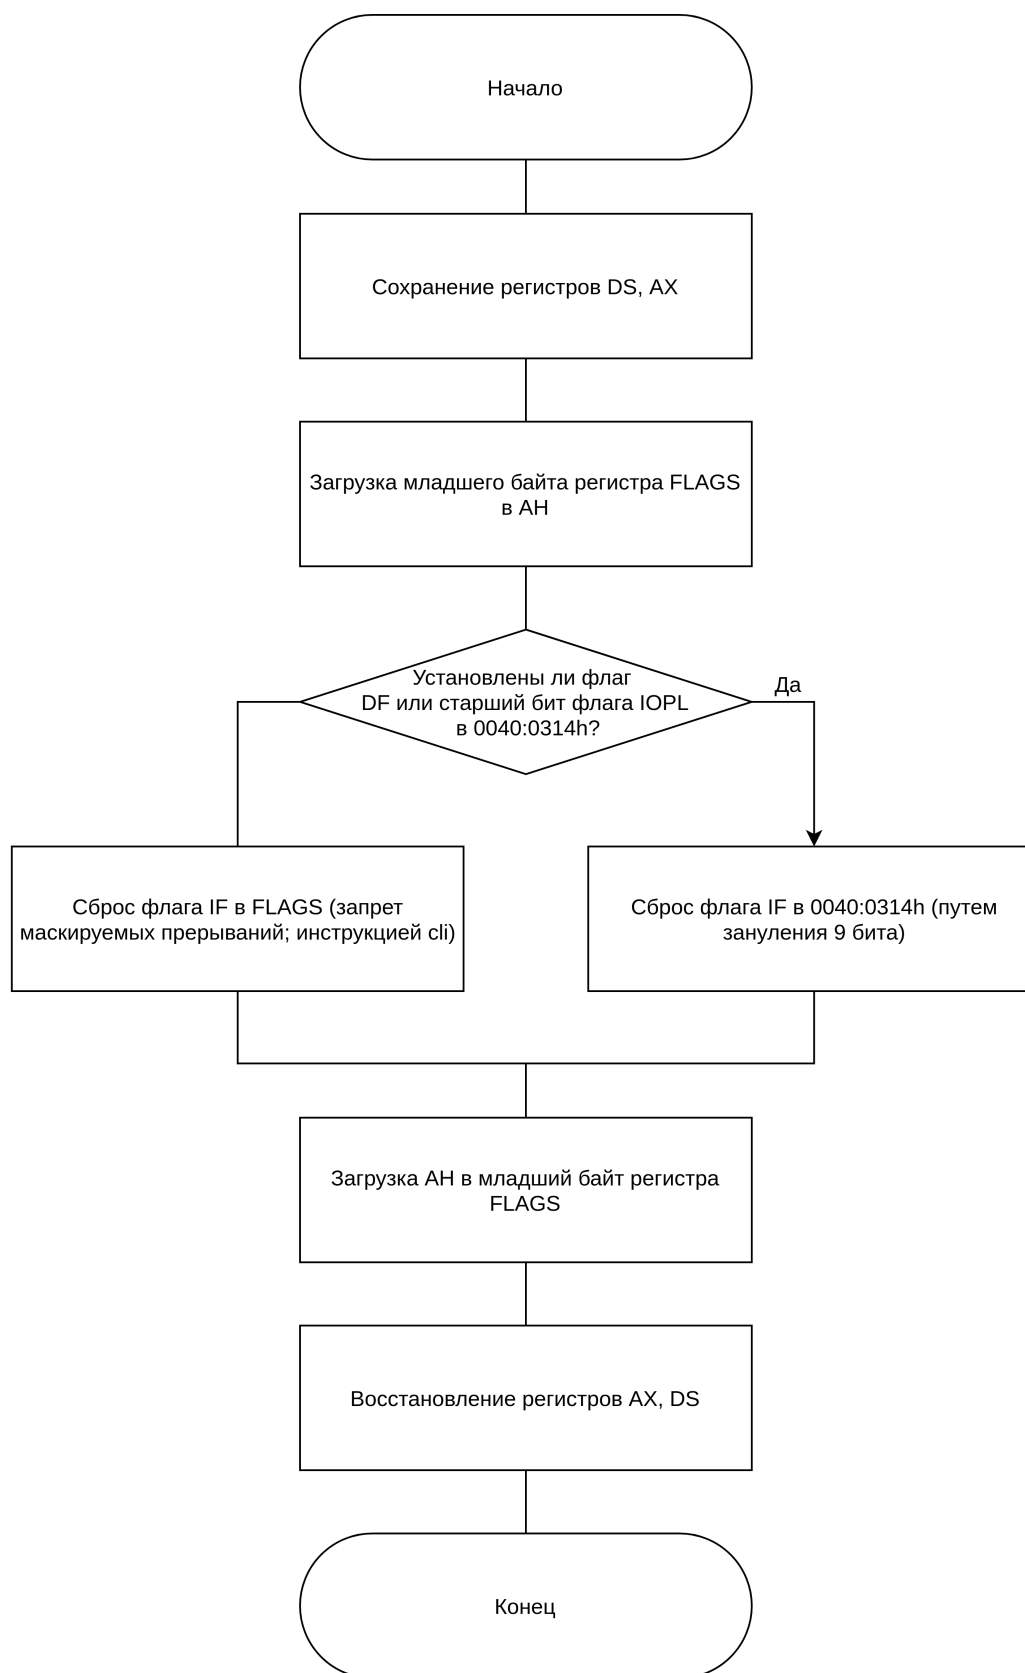 Начало
Сохранение регистров DS, AX
Загрузка младшего байта регистра FLAGS
в AH
Установлены ли флаг
DF или старший бит флага IOPL
в 0040:0314h?
Да
Сброс флага IF в FLAGS (запрет
маскируемых прерываний; инструкцией cli)
Сброс флага IF в 0040:0314h (путем
зануления 9 бита)
Загрузка AH в младший байт регистра
FLAGS
Восстановление регистров AX, DS
Конец